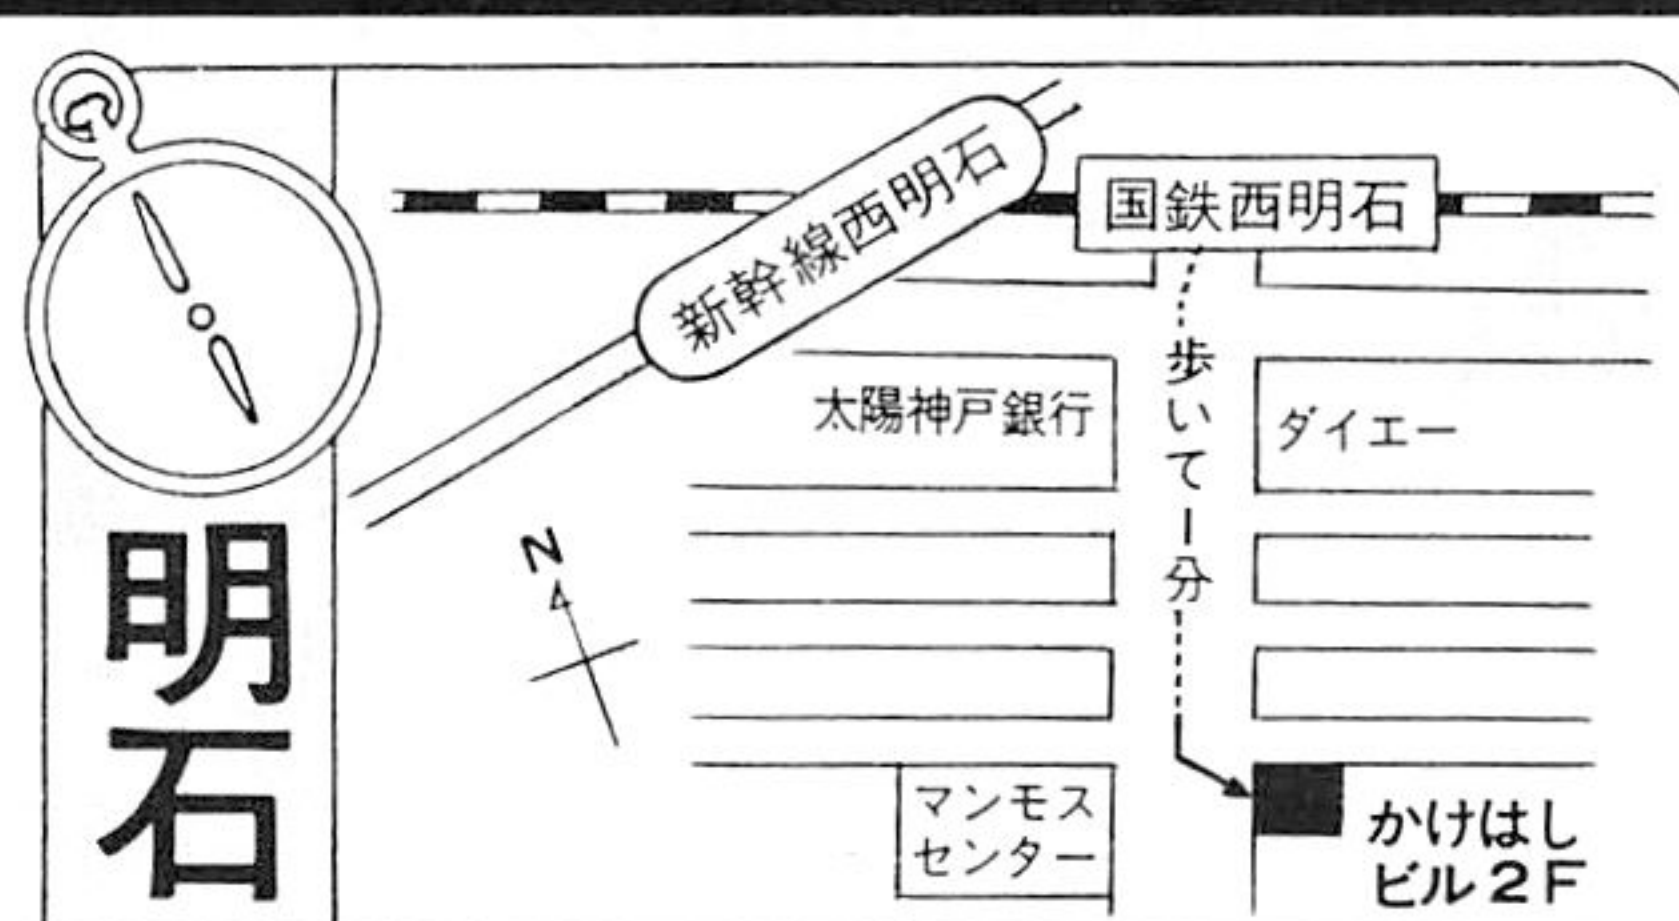 明石
新幹線西明石
国鉄西明石
歩いて1分
太陽神戸銀行
ダイエー
N
マンモス
センター
かけはし
ビル2F